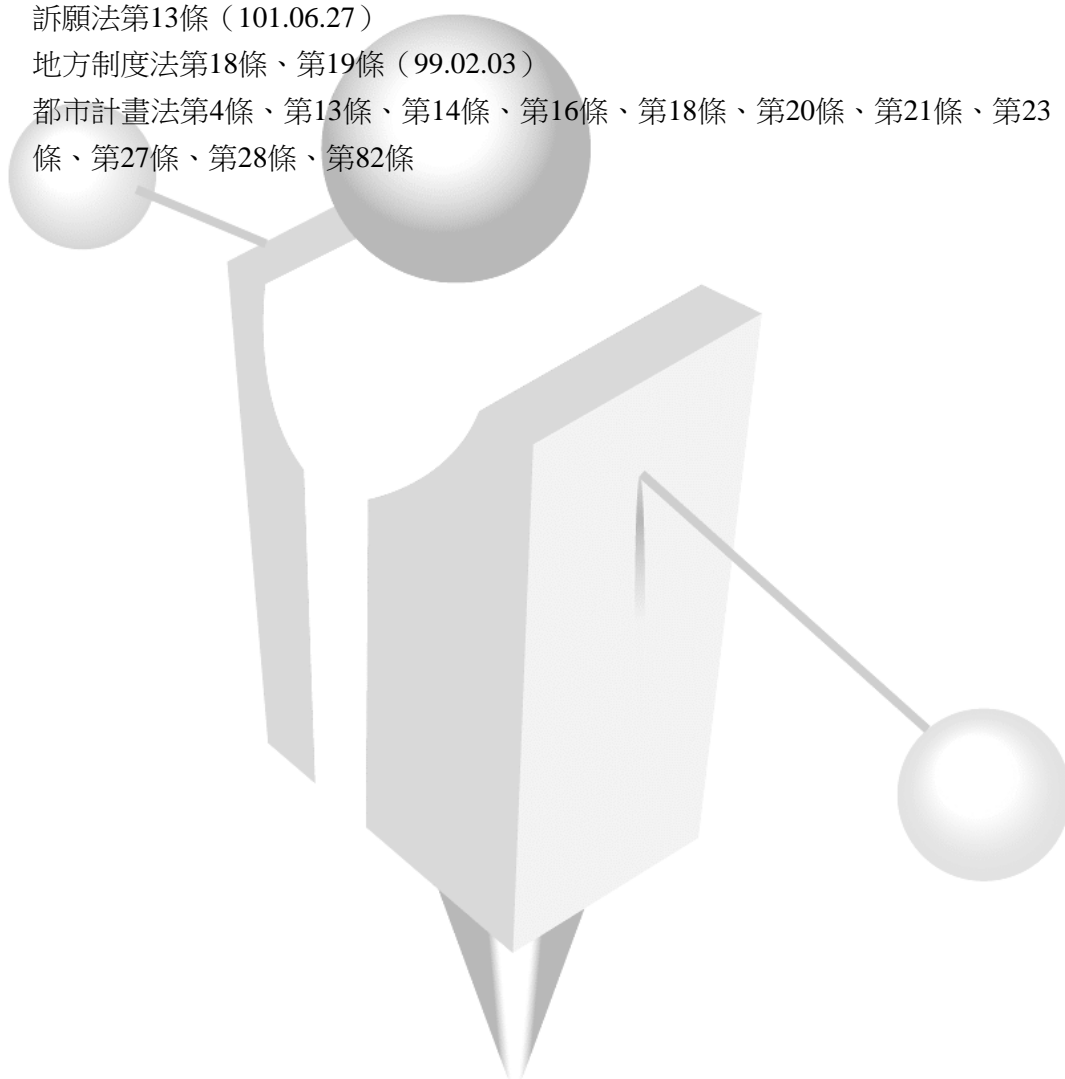 訴願法第13條（101.06.27）
地方制度法第18條、第19條（99.02.03）
都市計畫法第4條、第13條、第14條、第16條、第18條、第20條、第21條、第23
條、第27條、第28條、第82條